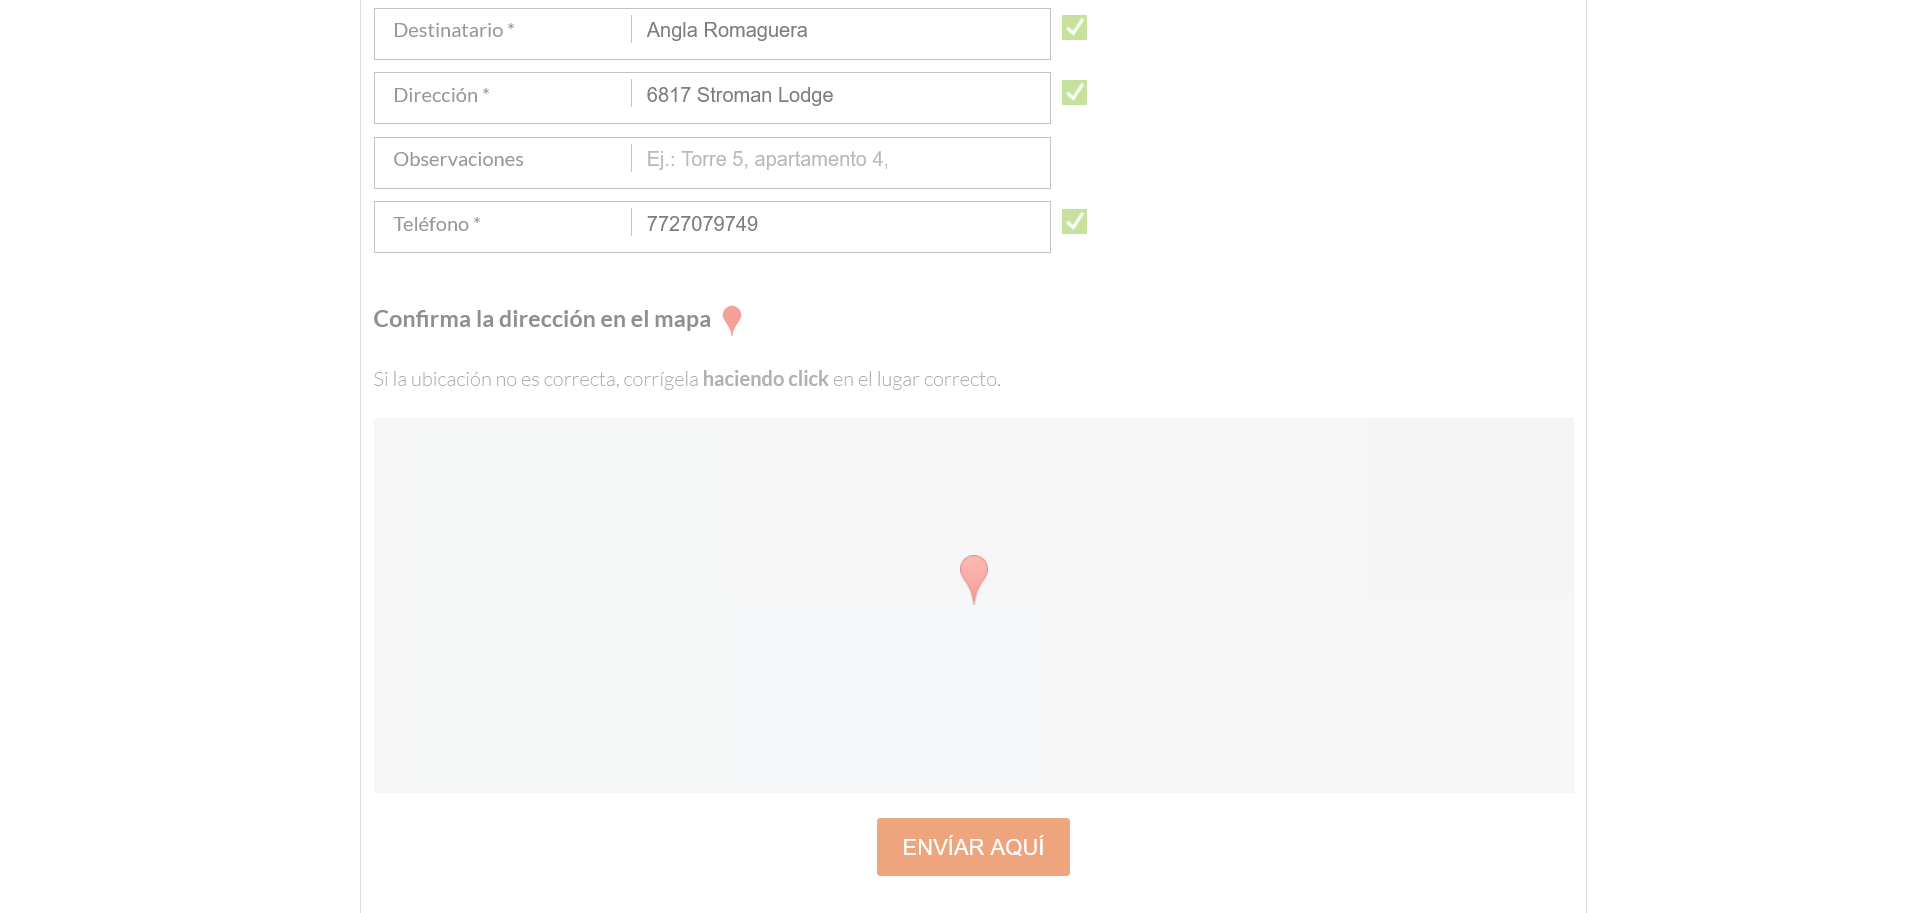 Destinatario * Angla Romaguera
Dirección * 6817 Stroman Lodge
Observaciones Ej.: Torre 5, apartamento 4,
Teléfono * 7727079749
Confirma la dirección en el mapa
Si la ubicación no es correcta, corrígela haciendo click en el lugar correcto.
ENVÍAR AQUÍ